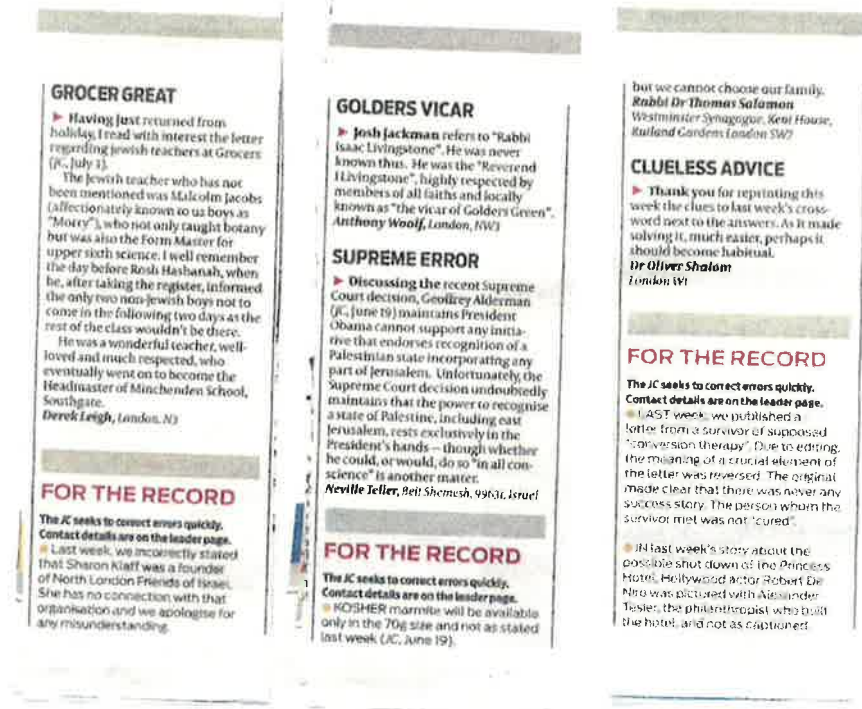 GROCER GREAT
▶ Having just returned from
holiday, I read with interest the letter
regarding Jewish teachers at Grocers
(JC, July 3).
The Jewish teacher who has not
been mentioned was Malcolm Jacobs
(affectionately known to us boys as
"Morry"), who not only taught botany
but was also the Form Master for
upper sixth science. I well remember
the day before Rosh Hashanah, when
he, after taking the register, informed
the only two non-Jewish boys not to
come in the following two days as the
rest of the class wouldn't be there.
He was a wonderful teacher, well-
loved and much respected, who
eventually went on to become the
Headmaster of Minchenden School,
Southgate.
Derek Leigh, London, N3
FOR THE RECORD
The JC seeks to correct errors quickly.
Contact details are on the leader page.
● Last week, we incorrectly stated
that Sharon Klaff was a founder
of North London Friends of Israel.
She has no connection with that
organisation and we apologise for
any misunderstanding.
GOLDERS VICAR
▶ Josh Jackman refers to "Rabbi
Isaac Livingstone". He was never
known thus. He was the "Reverend
I Livingstone", highly respected by
members of all faiths and locally
known as "the vicar of Golders Green".
Anthony Woolf, London, NW3
SUPREME ERROR
▶ Discussing the recent Supreme
Court decision, Geoffrey Alderman
(JC, June 19) maintains President
Obama cannot support any initia-
tive that endorses recognition of a
Palestinian state incorporating any
part of Jerusalem. Unfortunately, the
Supreme Court decision undoubtedly
maintains that the power to recognise
a state of Palestine, including east
Jerusalem, rests exclusively in the
President's hands – though whether
he could, or would, do so "in all con-
science" is another matter.
Neville Teller, Beit Shemesh, Israel
FOR THE RECORD
The JC seeks to correct errors quickly.
Contact details are on the leader page.
● KOSHER marmite will be available
only in the 70g size and not as stated
last week (JC, June 19).
but we cannot choose our family.
Rabbi Dr Thomas Salamon
Westminster Synagogue, Kent House,
Rutland Gardens London SW7
CLUELESS ADVICE
▶ Thank you for reprinting this
week the clues to last week's cross-
word next to the answers. As it made
solving it, much easier, perhaps it
should become habitual.
Dr Oliver Shalom
London W1
FOR THE RECORD
The JC seeks to correct errors quickly.
Contact details are on the leader page.
● LAST week, we published a
letter from a survivor of supposed
"conversion therapy". Due to editing,
the meaning of a crucial element of
the letter was reversed. The original
made clear that there was never any
success story. The person whom the
survivor met was not "cured".
● IN last week's story about the
possible shut down of the Princess
Hotel, Hollywood actor Robert De
Niro was pictured with Alexander
Tesler, the philanthropist who built
the hotel, and not as captioned.